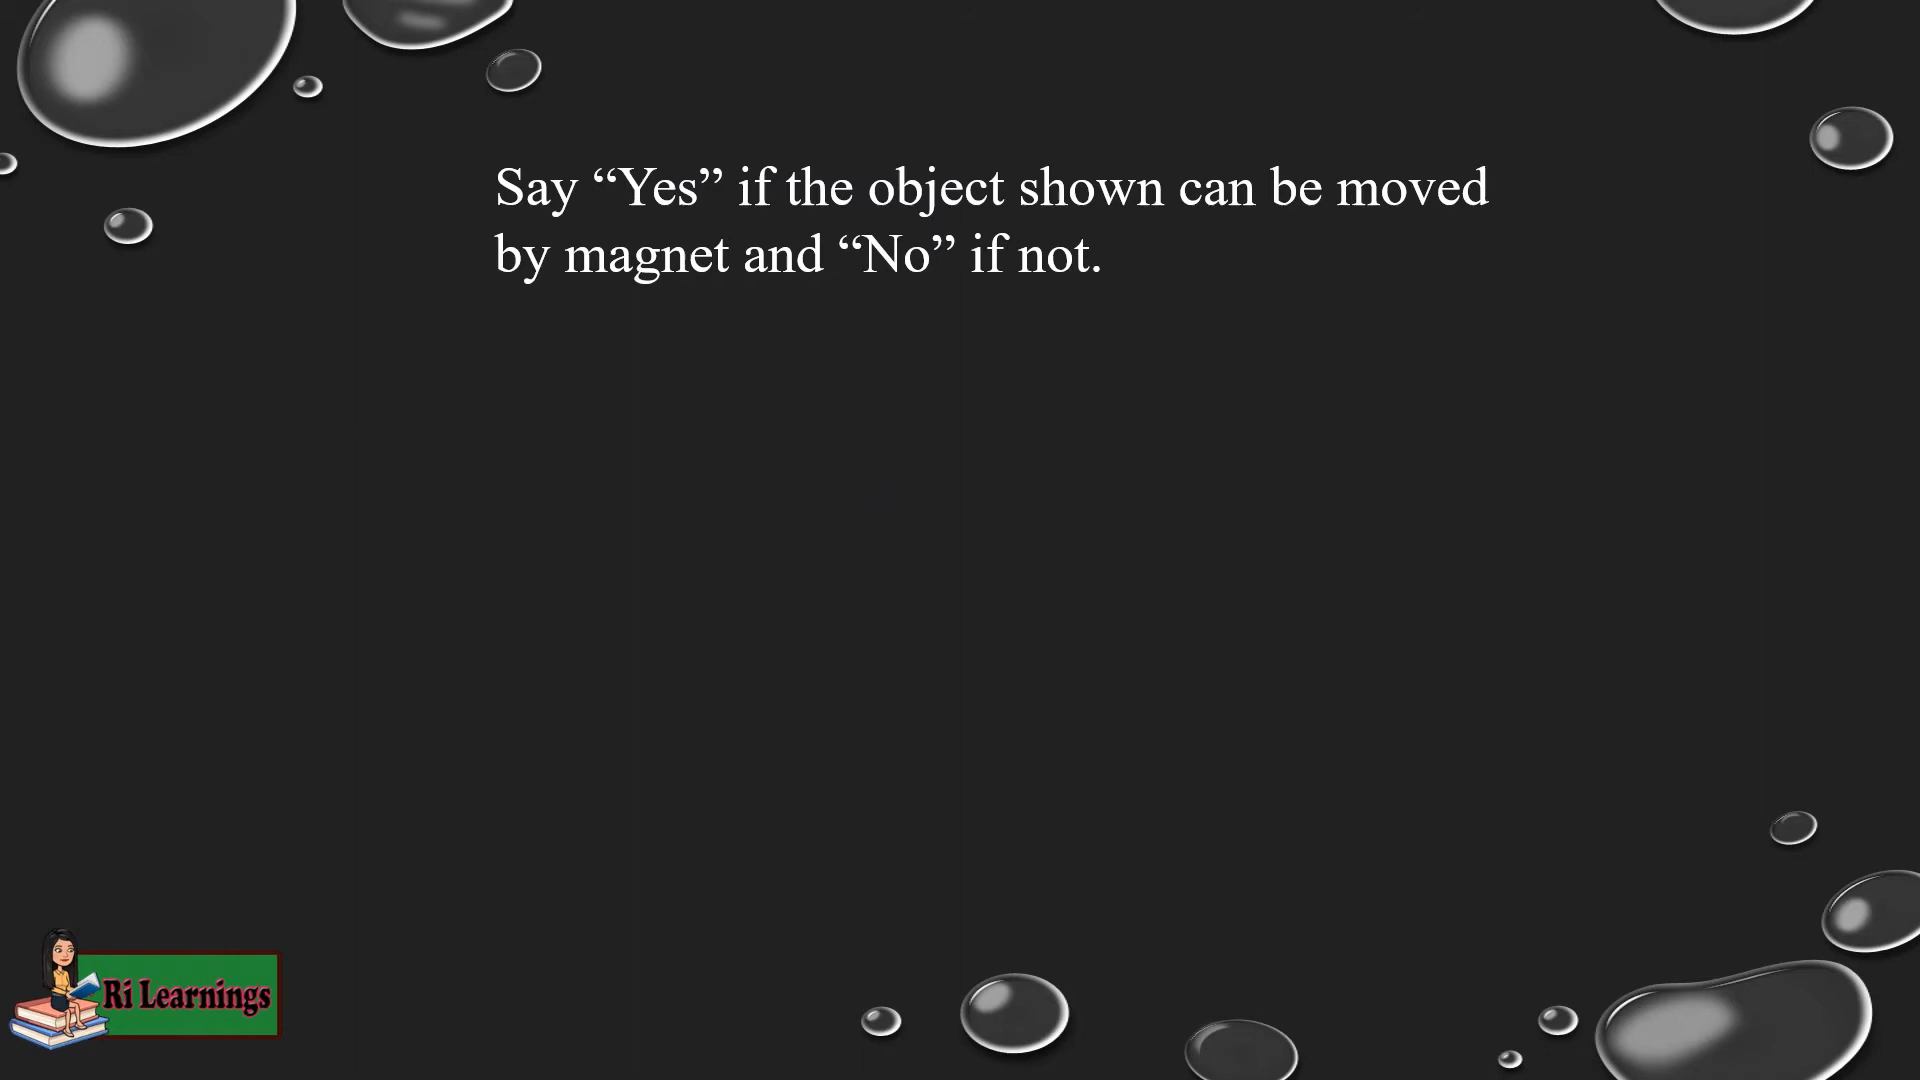 Say “Yes” if the object shown can be moved
by magnet and “No” if not.
Ri Learnings